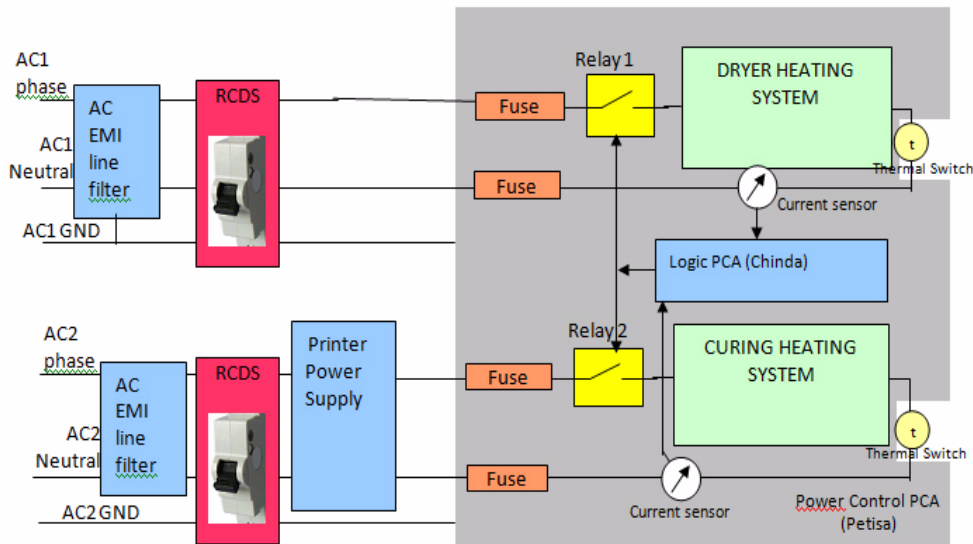 AC1
phase
AC
EMI
line
filter
AC1
Neutral
AC1 GND
RCDS
Fuse
Fuse
Relay 1
DRYER HEATING
SYSTEM
t
Thermal Switch
Current sensor
Logic PCA (Chinda)
AC2
phase
AC
EMI
line
filter
AC2
Neutral
AC2 GND
RCDS
Printer
Power
Supply
Fuse
Fuse
Relay 2
CURING HEATING
SYSTEM
t
Thermal Switch
Current sensor
Power Control PCA
(Petisa)